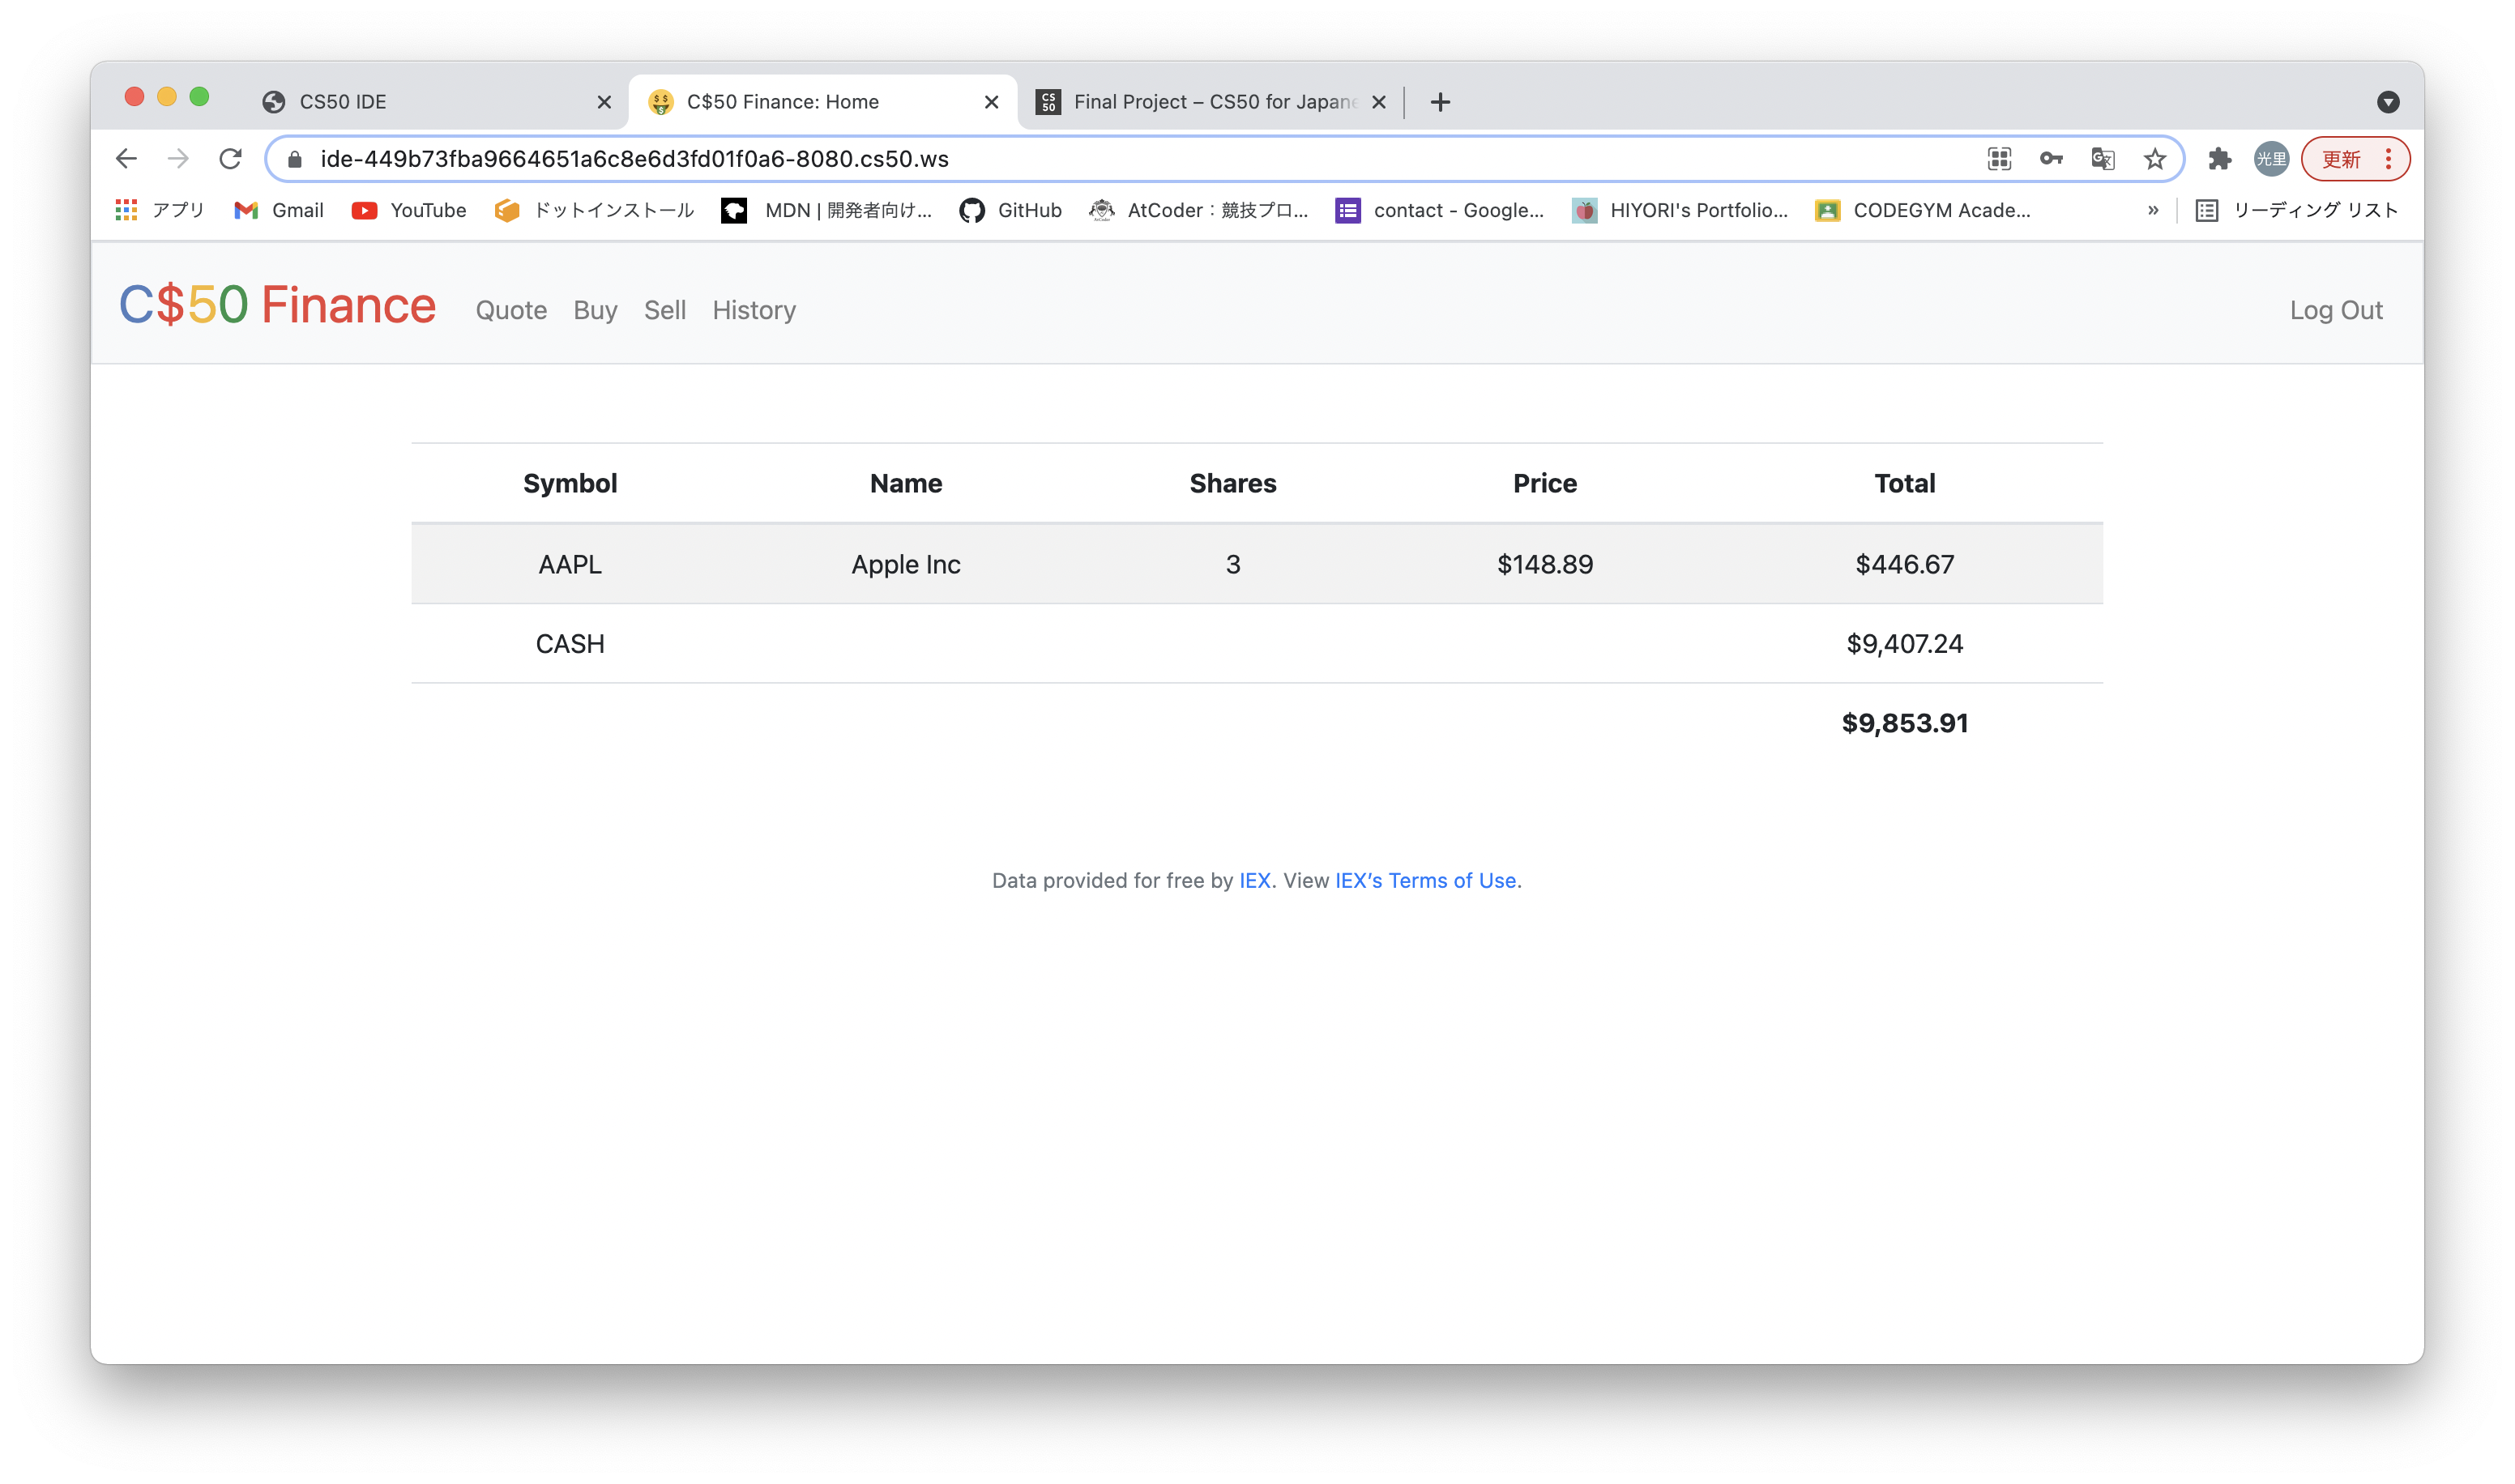 CS50 IDE
C$50 Finance: Home
Final Project – CS50 for Japane
ide-449b73fba9664651a6c8e6d3fd01f0a6-8080.cs50.ws
光里
更新
アプリ
Gmail
YouTube
ドットインストール
MDN | 開発者向け...
GitHub
AtCoder：競技プロ...
contact - Google...
HIYORI's Portfolio...
CODEGYM Acade...
»
リーディング リスト
C$50 Finance
Quote
Buy
Sell
History
Log Out
Symbol Name Shares Price Total
AAPL Apple Inc 3 $148.89 $446.67
CASH $9,407.24
$9,853.91
Data provided for free by IEX. View IEX’s Terms of Use.